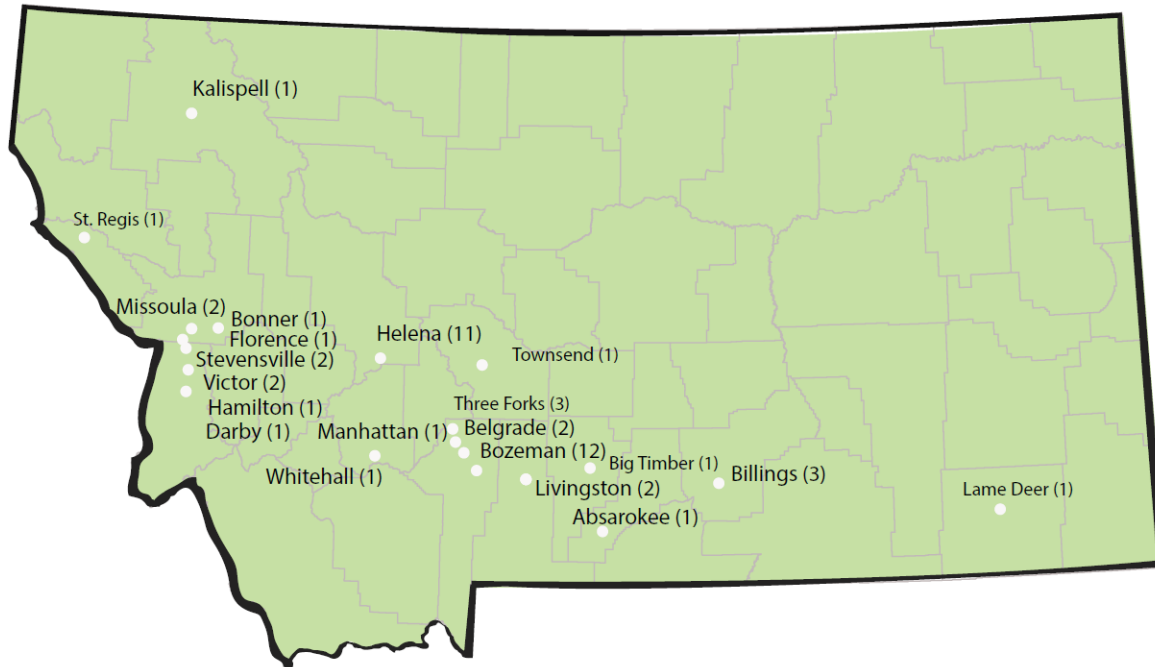 Kalispell (1)
St. Regis (1)
Missoula (2)
Bonner (1)
Florence (1)
Helena (11)
Townsend (1)
Stevensville (2)
Victor (2)
Hamilton (1)
Three Forks (3)
Darby (1)
Manhattan (1)
Belgrade (2)
Bozeman (12)
Whitehall (1)
Big Timber (1)
Billings (3)
Livingston (2)
Lame Deer (1)
Absarokee (1)